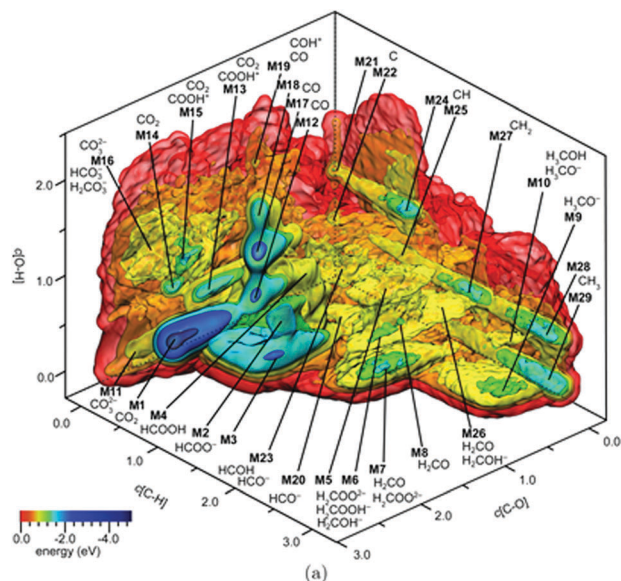 COH*
CO
M19
CO₂
COOH*
M13
CO₂
COOH*
M15
CO₂
M14
CO₃²⁻
M16
HCO₃⁻
H₂CO₃⁻
M18 CO
M17 CO
M12
M21 C
M22
M24 CH
M25
M27 CH₂
H₃COH
H₃CO⁻
M10
H₃CO⁻
M9
M28
CH₃
M29
c[O-H]
2.0
1.0
0.0
M11
CO₃²⁻
M1
CO₂
M4
HCOOH
M2
HCOO⁻
M3
M23
HCOH
HCO⁻
M20
HCO⁻
M5
H₂COO²⁻
H₂COOH⁻
H₂COH⁻
M6
M7
H₂CO
H₂COO²⁻
M8
H₂CO
M26
H₂CO
H₂COH⁻
0.0
1.0
2.0
3.0
c[C-H]
0.0
1.0
2.0
3.0
c[C-O]
0.0 -2.0 -4.0
energy (eV)
(a)